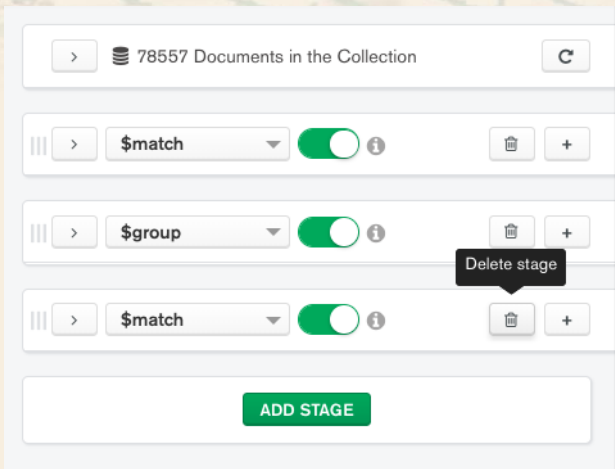 78557 Documents in the Collection
$match
$group
Delete stage
$match
ADD STAGE